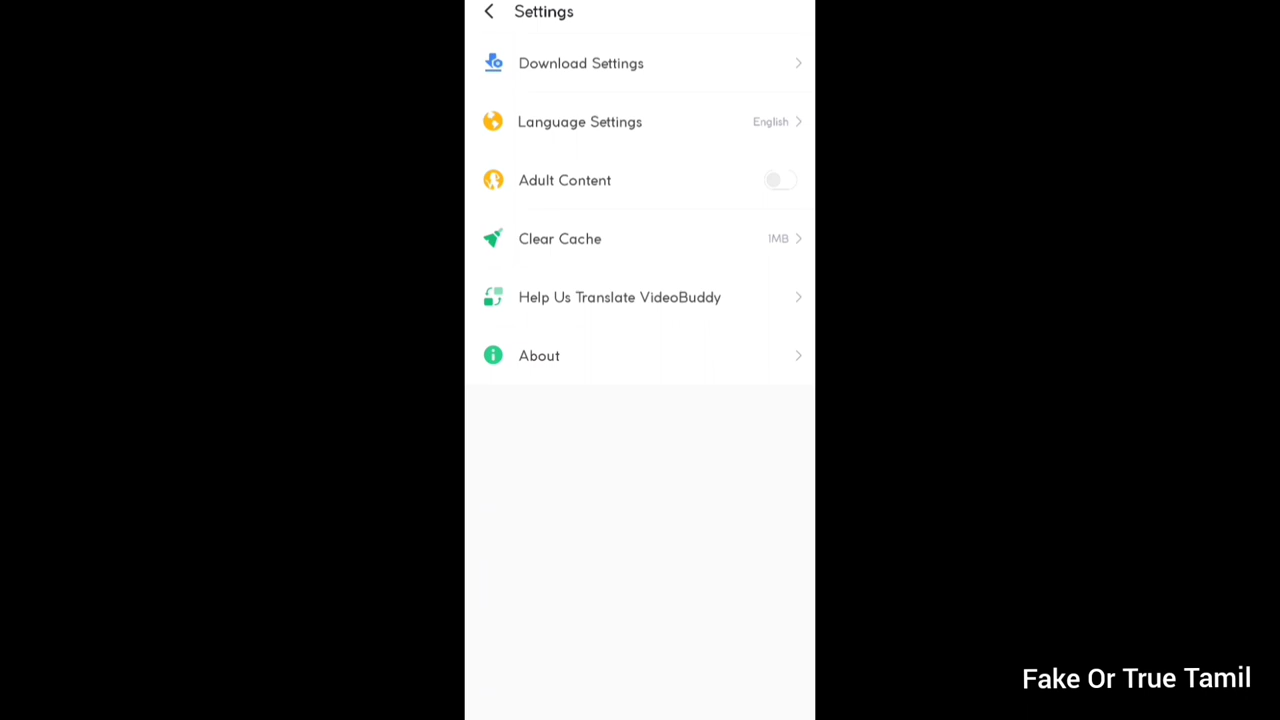 Settings
Download Settings
Language Settings English
Adult Content
Clear Cache 1MB
Help Us Translate VideoBuddy
About
Fake Or True Tamil